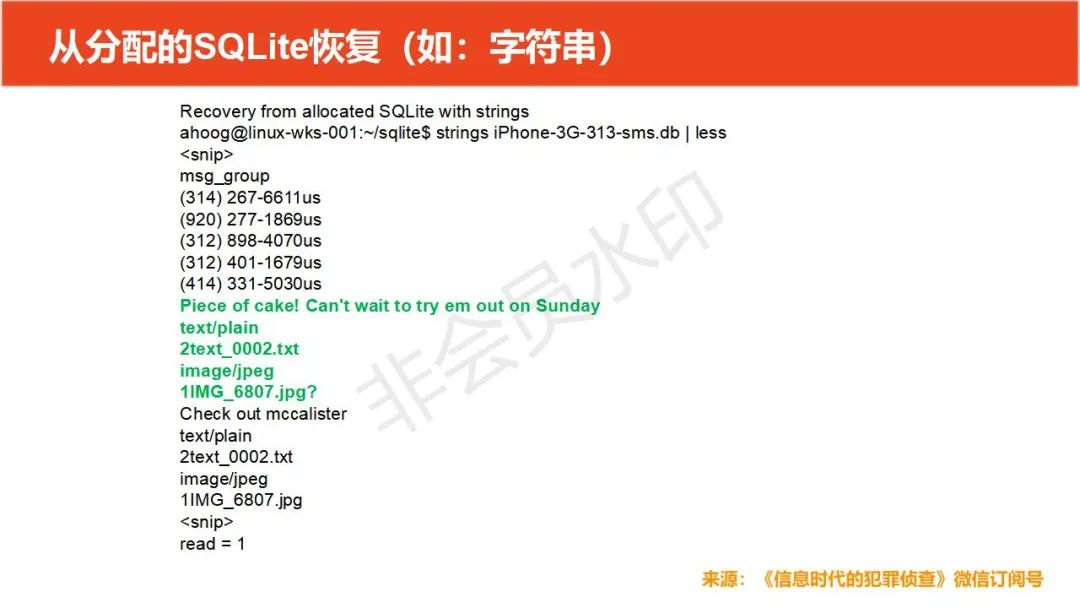 从分配的SQLite恢复（如：字符串）
Recovery from allocated SQLite with strings
ahoog@linux-wks-001:~/sqlite$ strings iPhone-3G-313-sms.db | less
<snip>
msg_group
(314) 267-6611us
(920) 277-1869us
(312) 898-4070us
(312) 401-1679us
(414) 331-5030us
Piece of cake! Can't wait to try em out on Sunday
text/plain
2text_0002.txt
image/jpeg
1IMG_6807.jpg?
Check out mccalister
text/plain
2text_0002.txt
image/jpeg
1IMG_6807.jpg
<snip>
read = 1
非会员水印
来源：《信息时代的犯罪侦查》微信订阅号